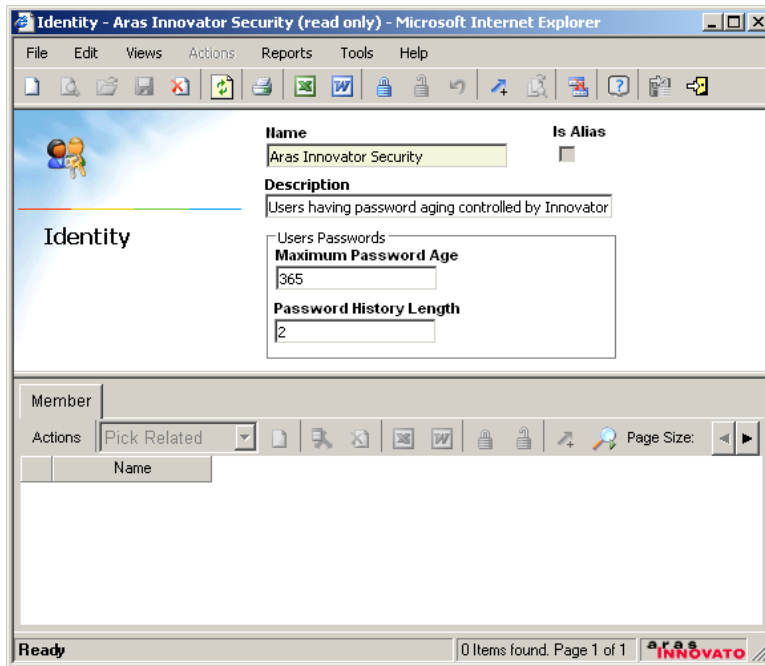 Identity - Aras Innovator Security (read only) - Microsoft Internet Explorer
File Edit Views Actions Reports Tools Help
Name Is Alias
Aras Innovator Security
Description
Users having password aging controlled by Innovator
Identity
Users Passwords
Maximum Password Age
365
Password History Length
2
Member
Actions Pick Related Page Size:
Name
Ready 0 Items found. Page 1 of 1 aras INNOVATO